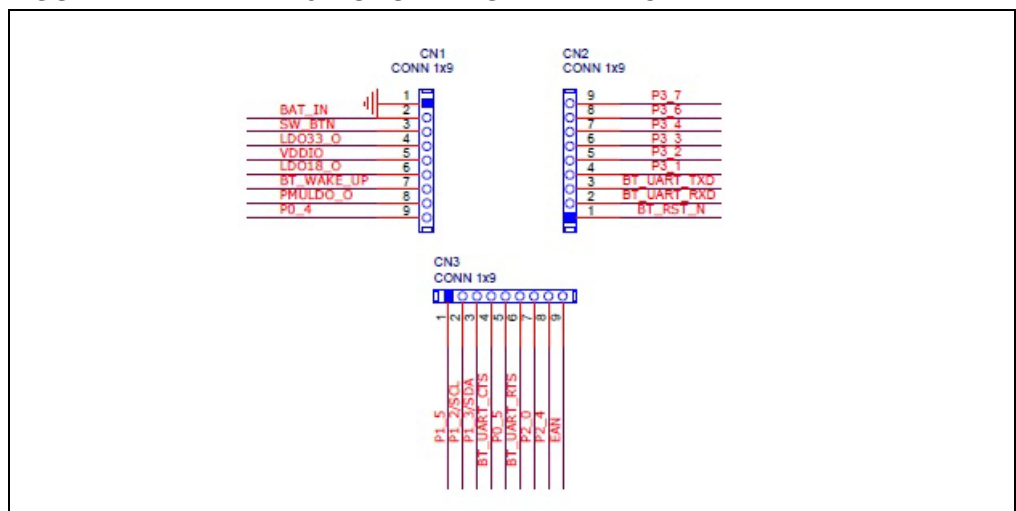 CN1
CONN 1x9
1
BAT_IN 2
SW_BTN 3
LDO33_O 4
VDDIO 5
LDO18_O 6
BT_WAKE_UP 7
PMULDO_O 8
P0_4 9
CN2
CONN 1x9
9 P3_7
8 P3_6
7 P3_4
6 P3_3
5 P3_2
4 P3_1
3 BT_UART_TXD
2 BT_UART_RXD
1 BT_RST_N
CN3
CONN 1x9
1 P1_5
2 P1_2/SCL
3 P1_3/SDA
4 BT_UART_CTS
5 P0_5
6 BT_UART_RTS
7 P2_0
8 P2_4
9 EAN